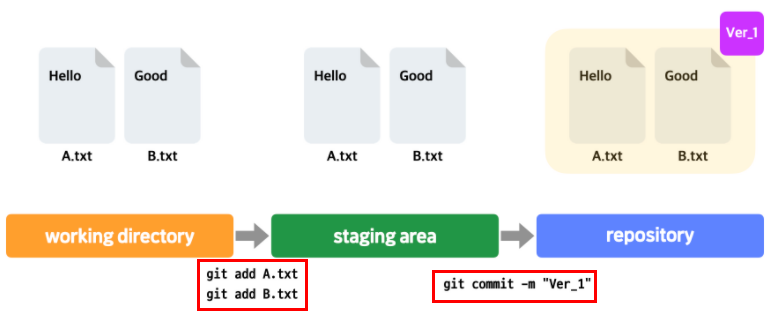 Ver_1
Hello
Good
Hello
Good
Hello
Good
A.txt
B.txt
A.txt
B.txt
A.txt
B.txt
working directory
staging area
repository
git add A.txt
git add B.txt
git commit -m "Ver_1"